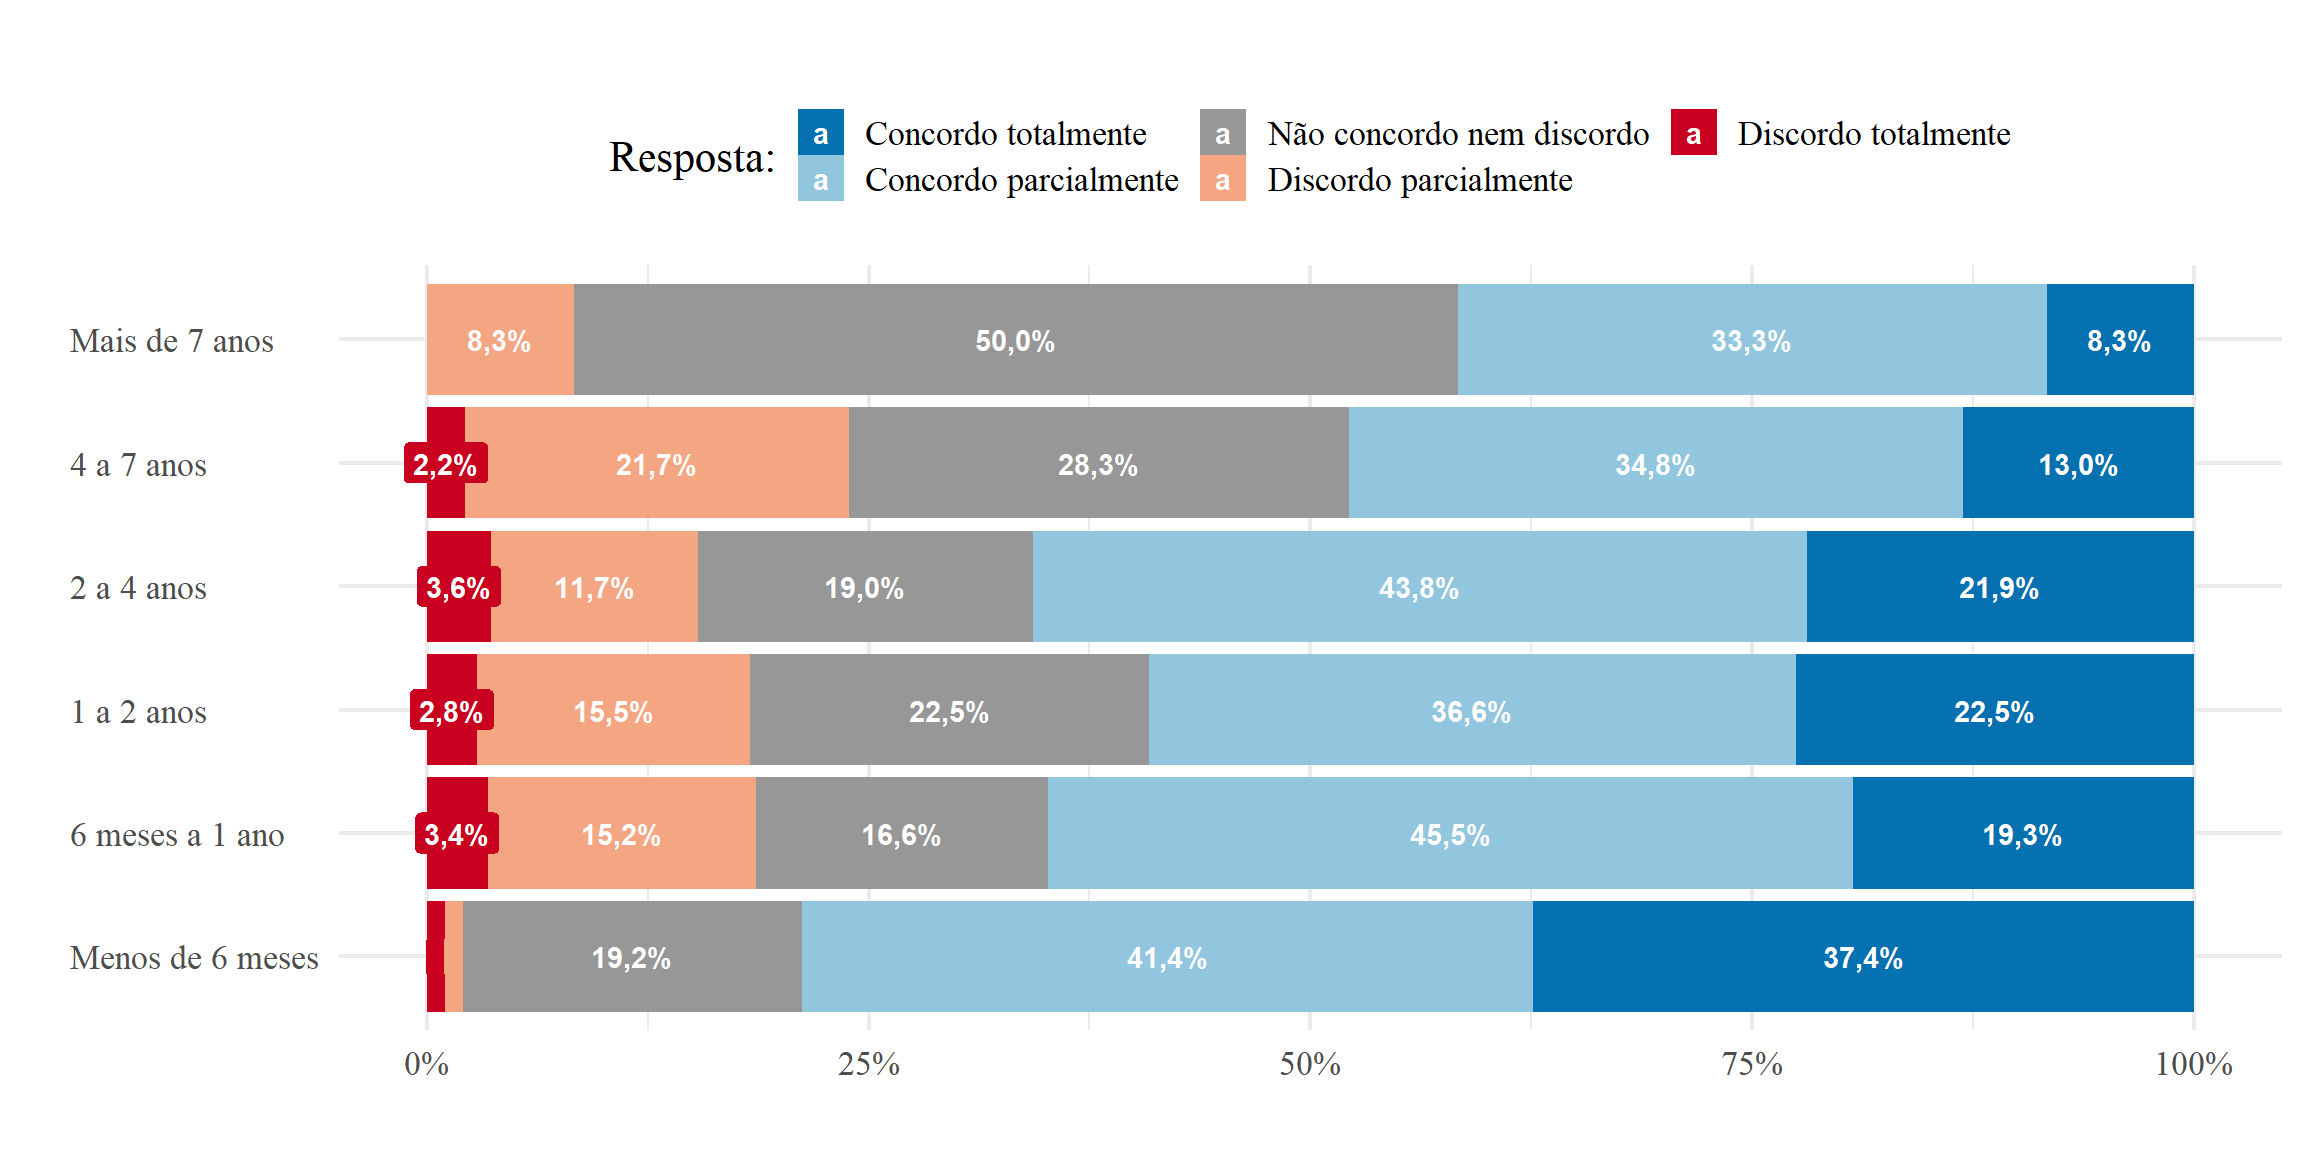 Resposta: a Concordo totalmente a Não concordo nem discordo a Discordo totalmente
a Concordo parcialmente a Discordo parcialmente
Mais de 7 anos 8,3% 50,0% 33,3% 8,3%
4 a 7 anos 2,2% 21,7% 28,3% 34,8% 13,0%
2 a 4 anos 3,6% 11,7% 19,0% 43,8% 21,9%
1 a 2 anos 2,8% 15,5% 22,5% 36,6% 22,5%
6 meses a 1 ano 3,4% 15,2% 16,6% 45,5% 19,3%
Menos de 6 meses 19,2% 41,4% 37,4%
0% 25% 50% 75% 100%